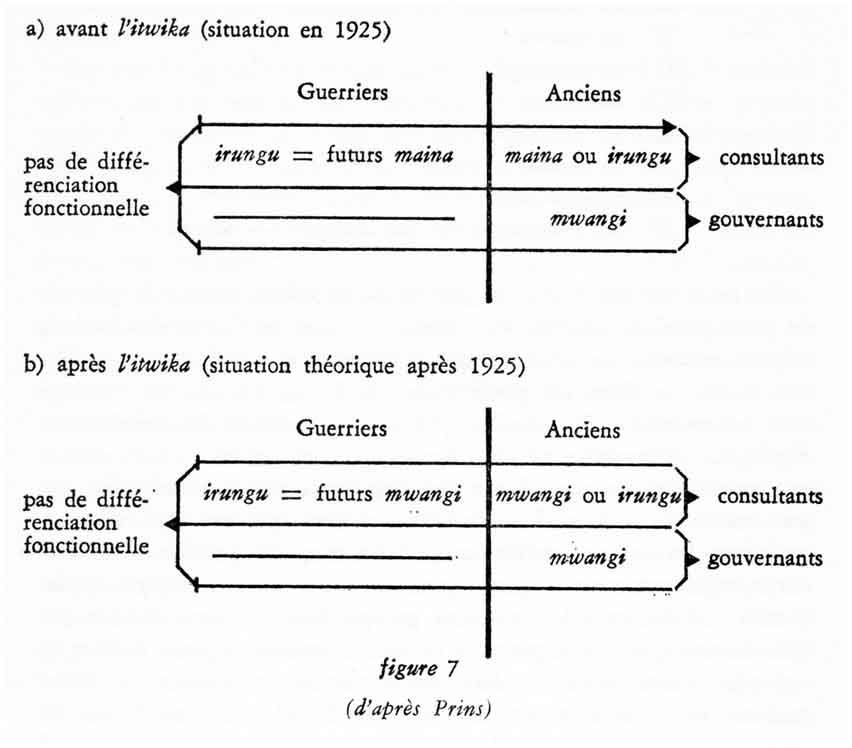 a) avant l'itwika (situation en 1925)
Guerriers Anciens
irungu = futurs maina maina ou irungu consultants
pas de diffé-
renciation
fonctionnelle
mwangi gouvernants
b) après l'itwika (situation théorique après 1925)
Guerriers Anciens
irungu = futurs mwangi mwangi ou irungu consultants
pas de diffé-
renciation
fonctionnelle
mwangi gouvernants
figure 7
(d'après Prins)